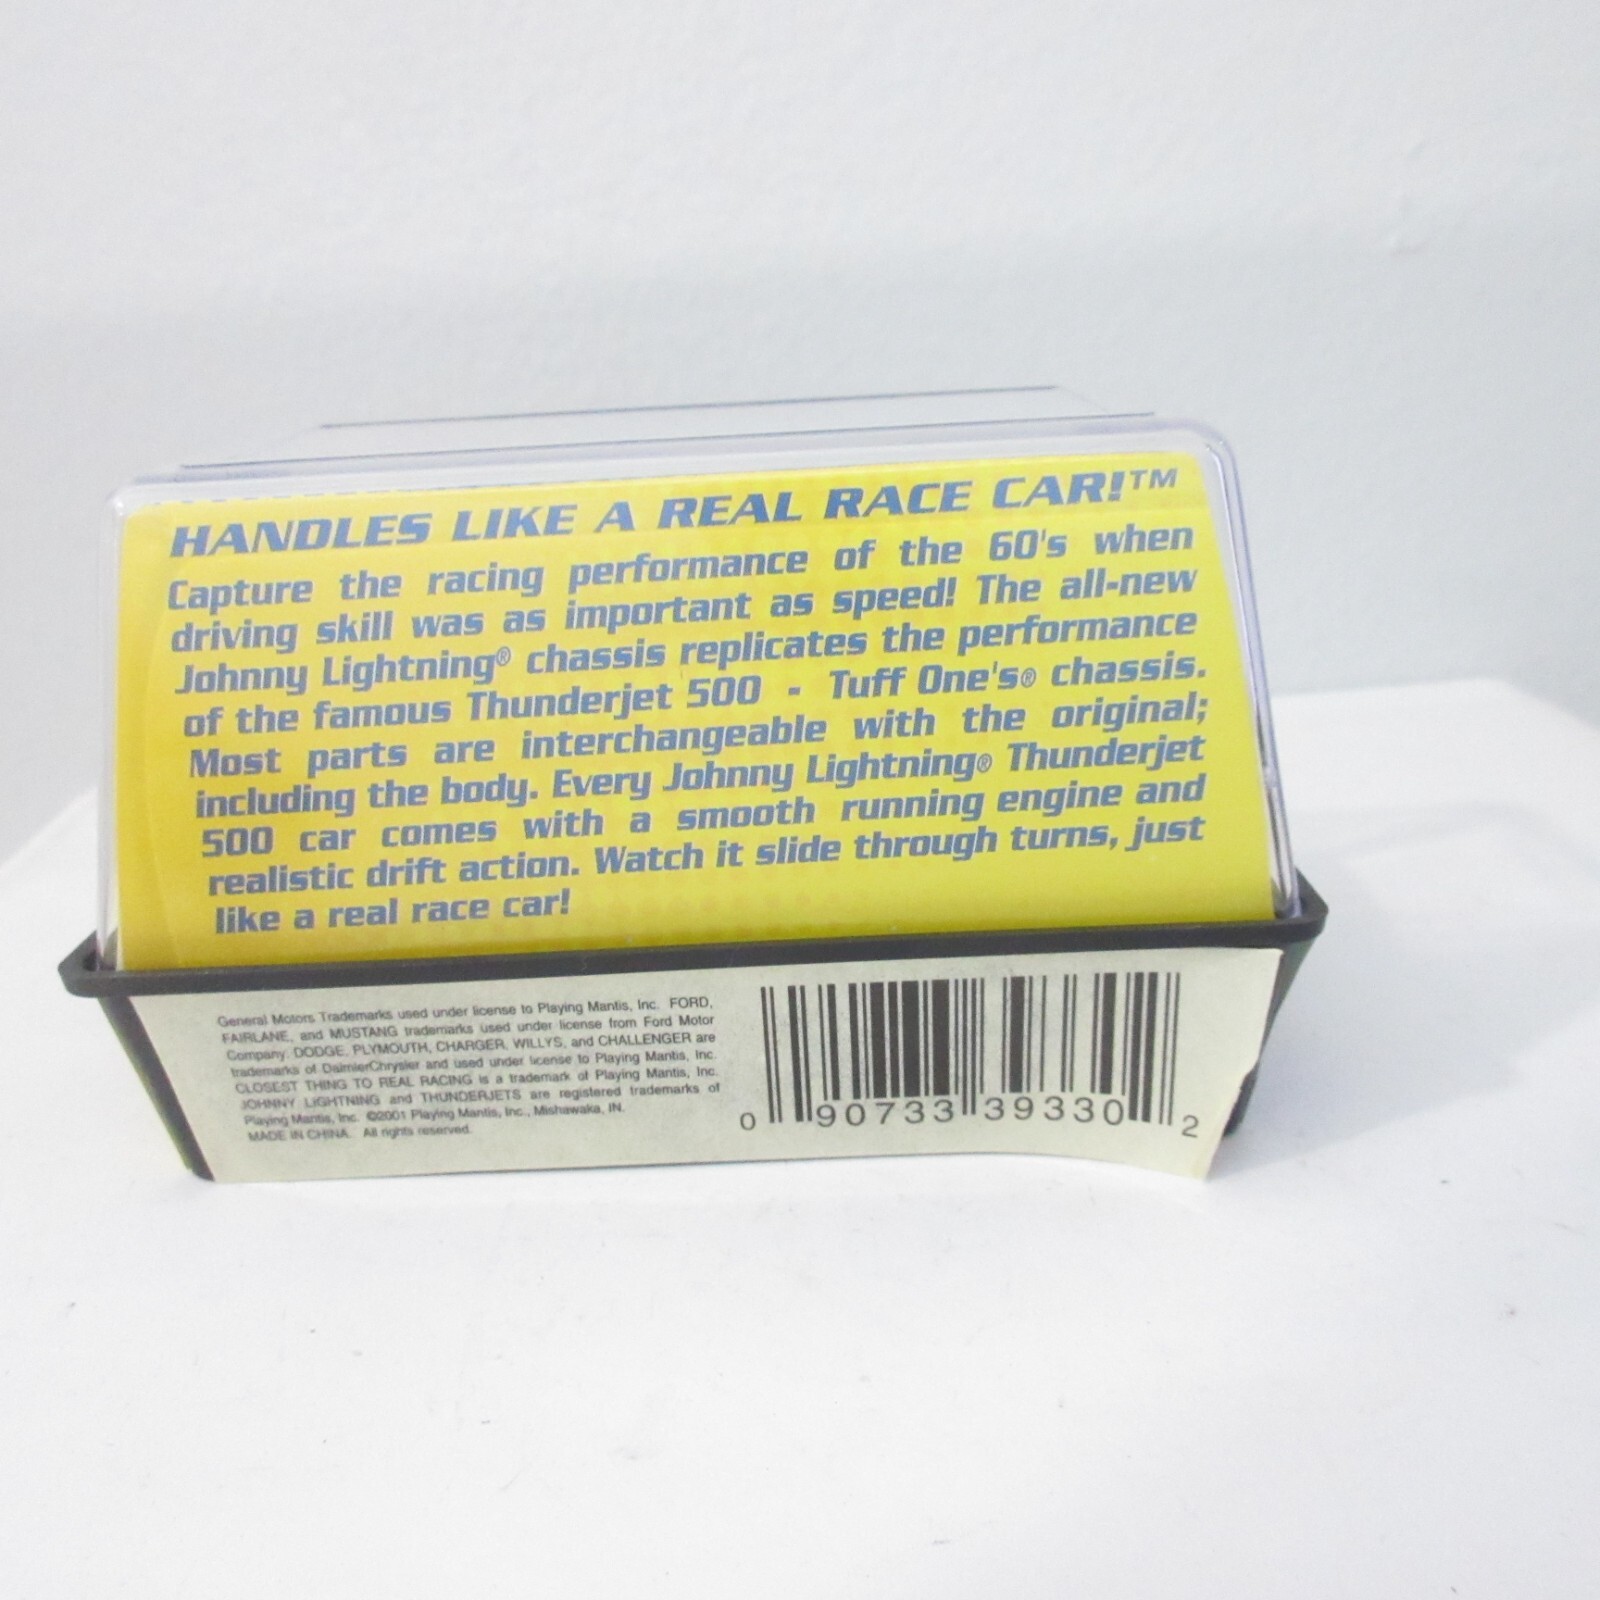 HANDLES LIKE A REAL RACE CAR!™
Capture the racing performance of the 60's when
driving skill was as important as speed! The all-new
Johnny Lightning® chassis replicates the performance
of the famous Thunderjet 500 - Tuff One's® chassis.
Most parts are interchangeable with the original;
including the body. Every Johnny Lightning® Thunderjet
500 car comes with a smooth running engine and
realistic drift action. Watch it slide through turns, just
like a real race car!
General Motors Trademarks used under license to Playing Mantis, Inc. FORD,
FAIRLANE, and MUSTANG trademarks used under license from Ford Motor
Company. DODGE, PLYMOUTH, CHARGER, WILLYS, and CHALLENGER are
trademarks of DaimlerChrysler and used under license to Playing Mantis, Inc.
CLOSEST THING TO REAL RACING is a trademark of Playing Mantis, Inc.
JOHNNY LIGHTNING and THUNDERJETS are registered trademarks of
Playing Mantis, Inc. ©2001 Playing Mantis, Inc., Mishawaka, IN.
MADE IN CHINA. All rights reserved.
0 90733 39330 2